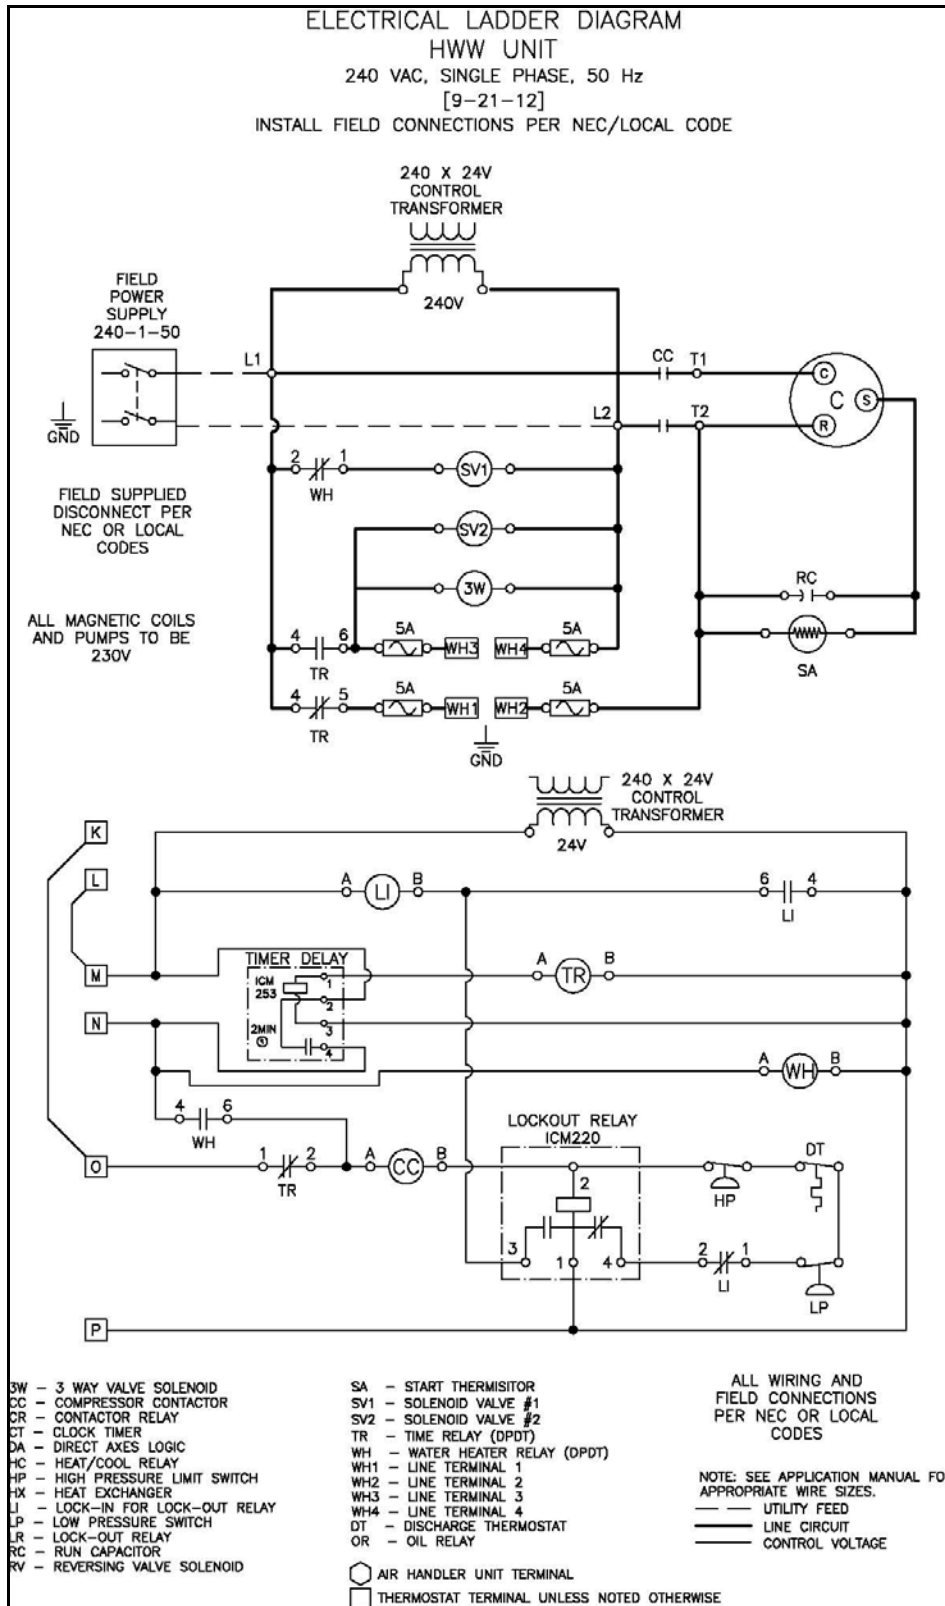 ELECTRICAL LADDER DIAGRAM
HWW UNIT
240 VAC, SINGLE PHASE, 50 Hz
[9-21-12]
INSTALL FIELD CONNECTIONS PER NEC/LOCAL CODE
240 X 24V
CONTROL
TRANSFORMER
240V
FIELD
POWER
SUPPLY
240-1-50
GND
L1
CC T1
C
C S
R
L2
T2
2 1
WH
SV1
FIELD SUPPLIED
DISCONNECT PER
NEC OR LOCAL
CODES
SV2
3W
RC
SA
ALL MAGNETIC COILS
AND PUMPS TO BE
230V
4 6 5A WH3 WH4 5A
TR
4 5 5A WH1 WH2 5A
TR
GND
240 X 24V
CONTROL
TRANSFORMER
24V
K
L
A LI B 6 4
LI
M
TIMER DELAY
ICM
253
1
2
3
4
2MIN
A TR B
N
A WH B
4 6
WH
LOCKOUT RELAY
ICM220
O
1 2 A CC B
TR
2
HP
DT
3 1 4 2 1
LI
LP
P
3W - 3 WAY VALVE SOLENOID
CC - COMPRESSOR CONTACTOR
CR - CONTACTOR RELAY
CT - CLOCK TIMER
DA - DIRECT AXES LOGIC
HC - HEAT/COOL RELAY
HP - HIGH PRESSURE LIMIT SWITCH
HX - HEAT EXCHANGER
LI - LOCK-IN FOR LOCK-OUT RELAY
LP - LOW PRESSURE SWITCH
LR - LOCK-OUT RELAY
RC - RUN CAPACITOR
RV - REVERSING VALVE SOLENOID
SA - START THERMISITOR
SV1 - SOLENOID VALVE #1
SV2 - SOLENOID VALVE #2
TR - TIME RELAY (DPDT)
WH - WATER HEATER RELAY (DPDT)
WH1 - LINE TERMINAL 1
WH2 - LINE TERMINAL 2
WH3 - LINE TERMINAL 3
WH4 - LINE TERMINAL 4
DT - DISCHARGE THERMOSTAT
OR - OIL RELAY
AIR HANDLER UNIT TERMINAL
THERMOSTAT TERMINAL UNLESS NOTED OTHERWISE
ALL WIRING AND
FIELD CONNECTIONS
PER NEC OR LOCAL
CODES
NOTE: SEE APPLICATION MANUAL FO
APPROPRIATE WIRE SIZES.
UTILITY FEED
LINE CIRCUIT
CONTROL VOLTAGE